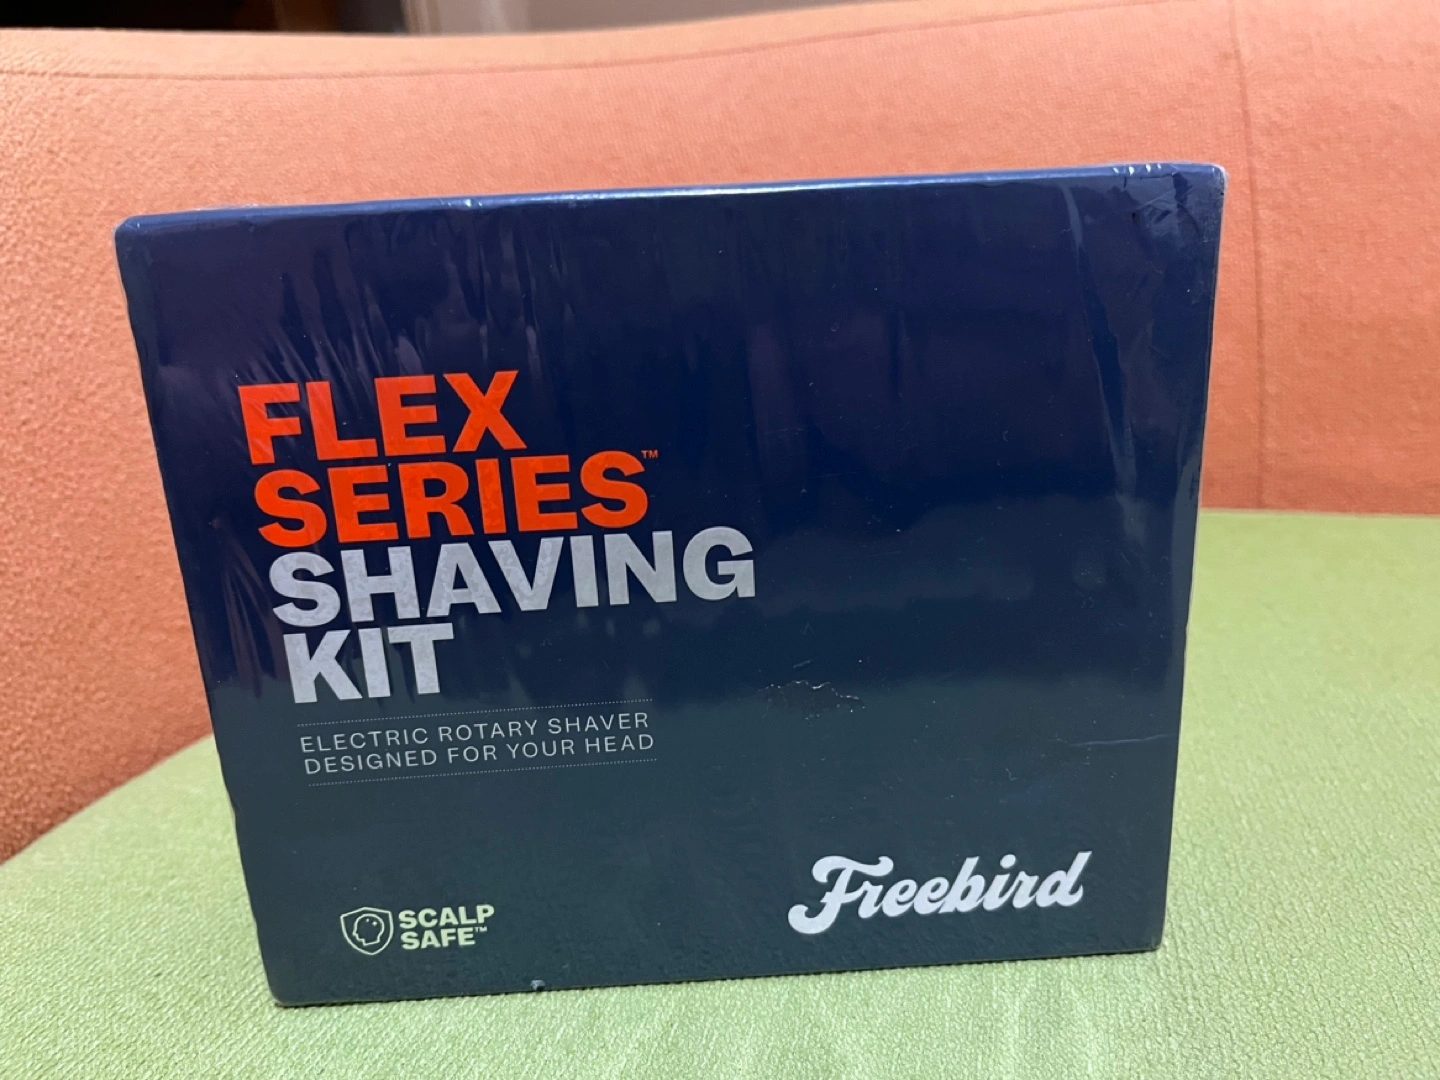 FLEX
SERIES™
SHAVING
KIT
ELECTRIC ROTARY SHAVER
DESIGNED FOR YOUR HEAD
SCALP
SAFE™
Freebird